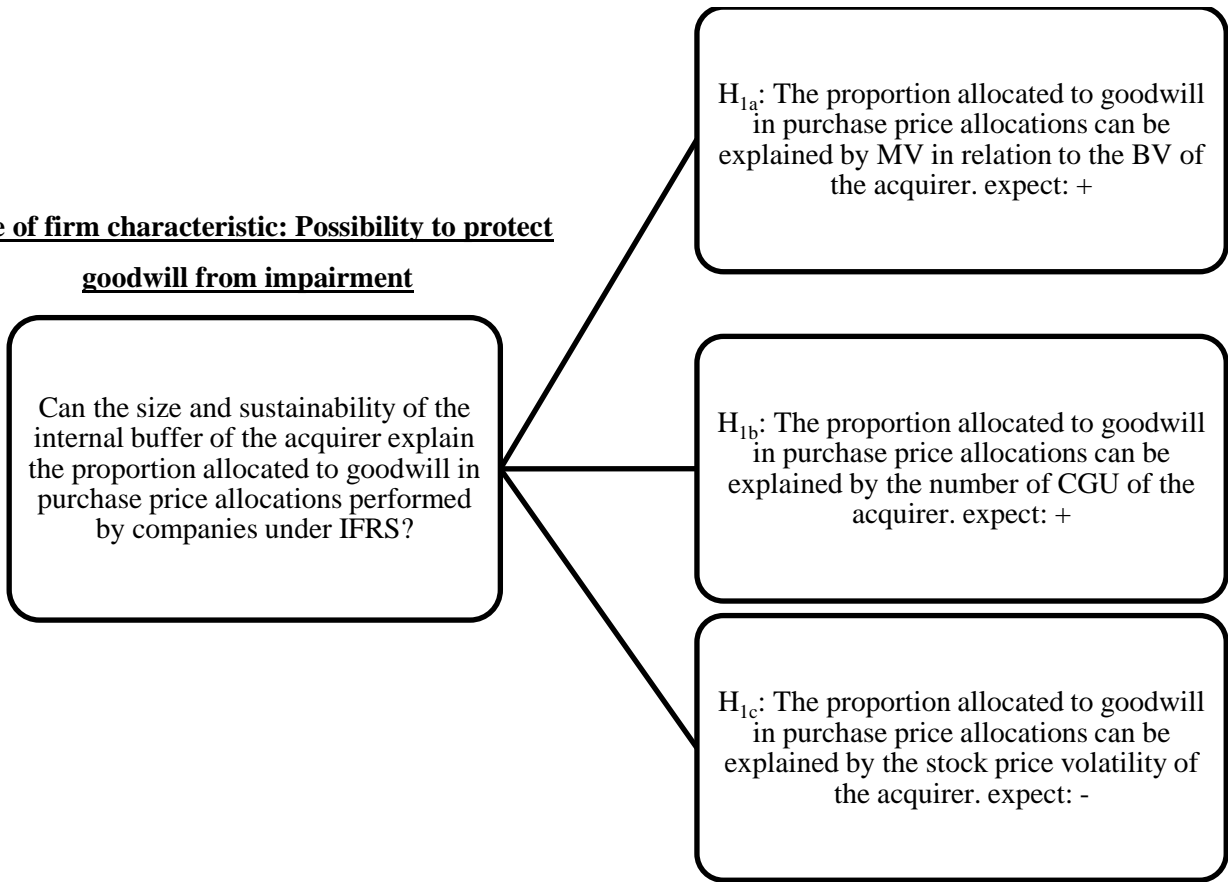 of firm characteristic: Possibility to protect
goodwill from impairment
Can the size and sustainability of the
internal buffer of the acquirer explain
the proportion allocated to goodwill in
purchase price allocations performed
by companies under IFRS?
H1a: The proportion allocated to goodwill
in purchase price allocations can be
explained by MV in relation to the BV of
the acquirer. expect: +
H1b: The proportion allocated to goodwill
in purchase price allocations can be
explained by the number of CGU of the
acquirer. expect: +
H1c: The proportion allocated to goodwill
in purchase price allocations can be
explained by the stock price volatility of
the acquirer. expect: -